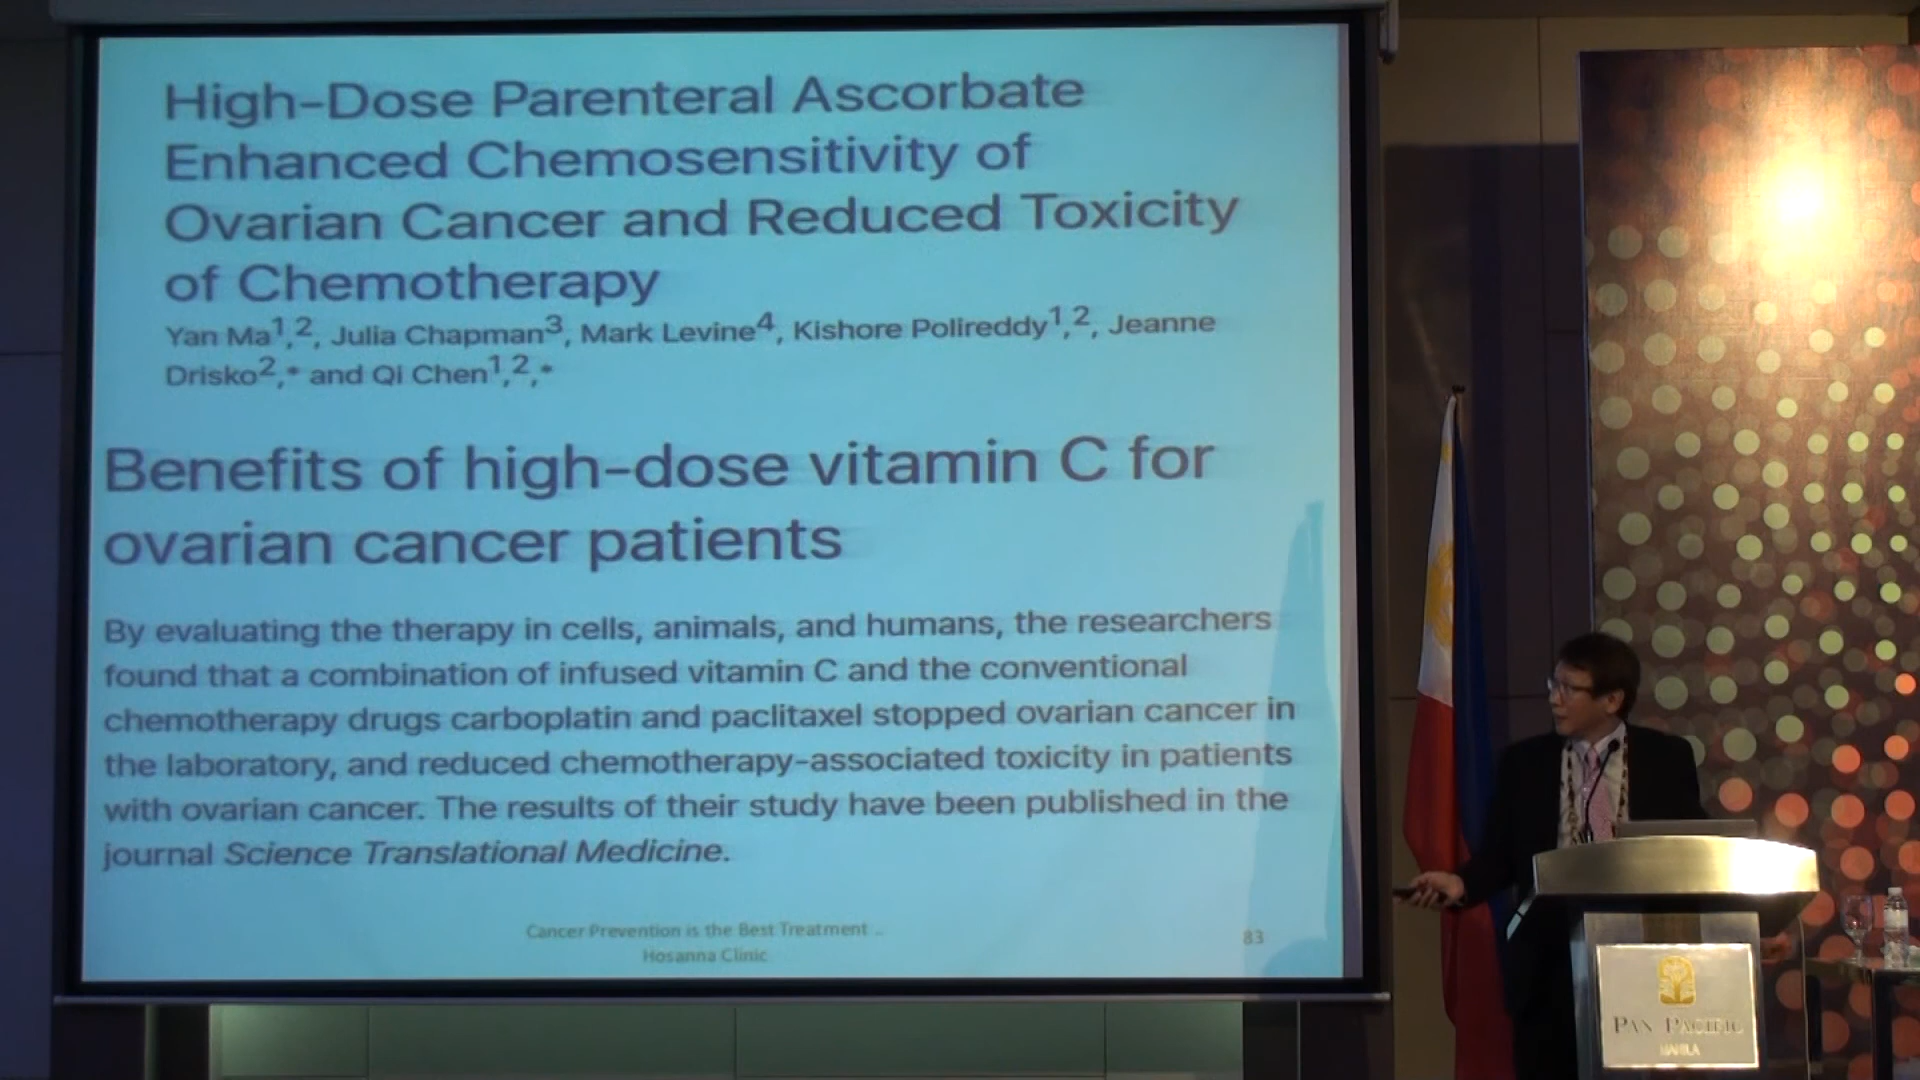 High-Dose Parenteral Ascorbate
Enhanced Chemosensitivity of
Ovarian Cancer and Reduced Toxicity
of Chemotherapy
Yan Ma1,2, Julia Chapman3, Mark Levine4, Kishore Polireddy1,2, Jeanne
Drisko2,* and Qi Chen1,2,*
Benefits of high-dose vitamin C for
ovarian cancer patients
By evaluating the therapy in cells, animals, and humans, the researchers
found that a combination of infused vitamin C and the conventional
chemotherapy drugs carboplatin and paclitaxel stopped ovarian cancer in
the laboratory, and reduced chemotherapy-associated toxicity in patients
with ovarian cancer. The results of their study have been published in the
journal Science Translational Medicine.
Cancer Prevention is the Best Treatment ..
Hosanna Clinic
83
PAN PACIFIC
MANILA